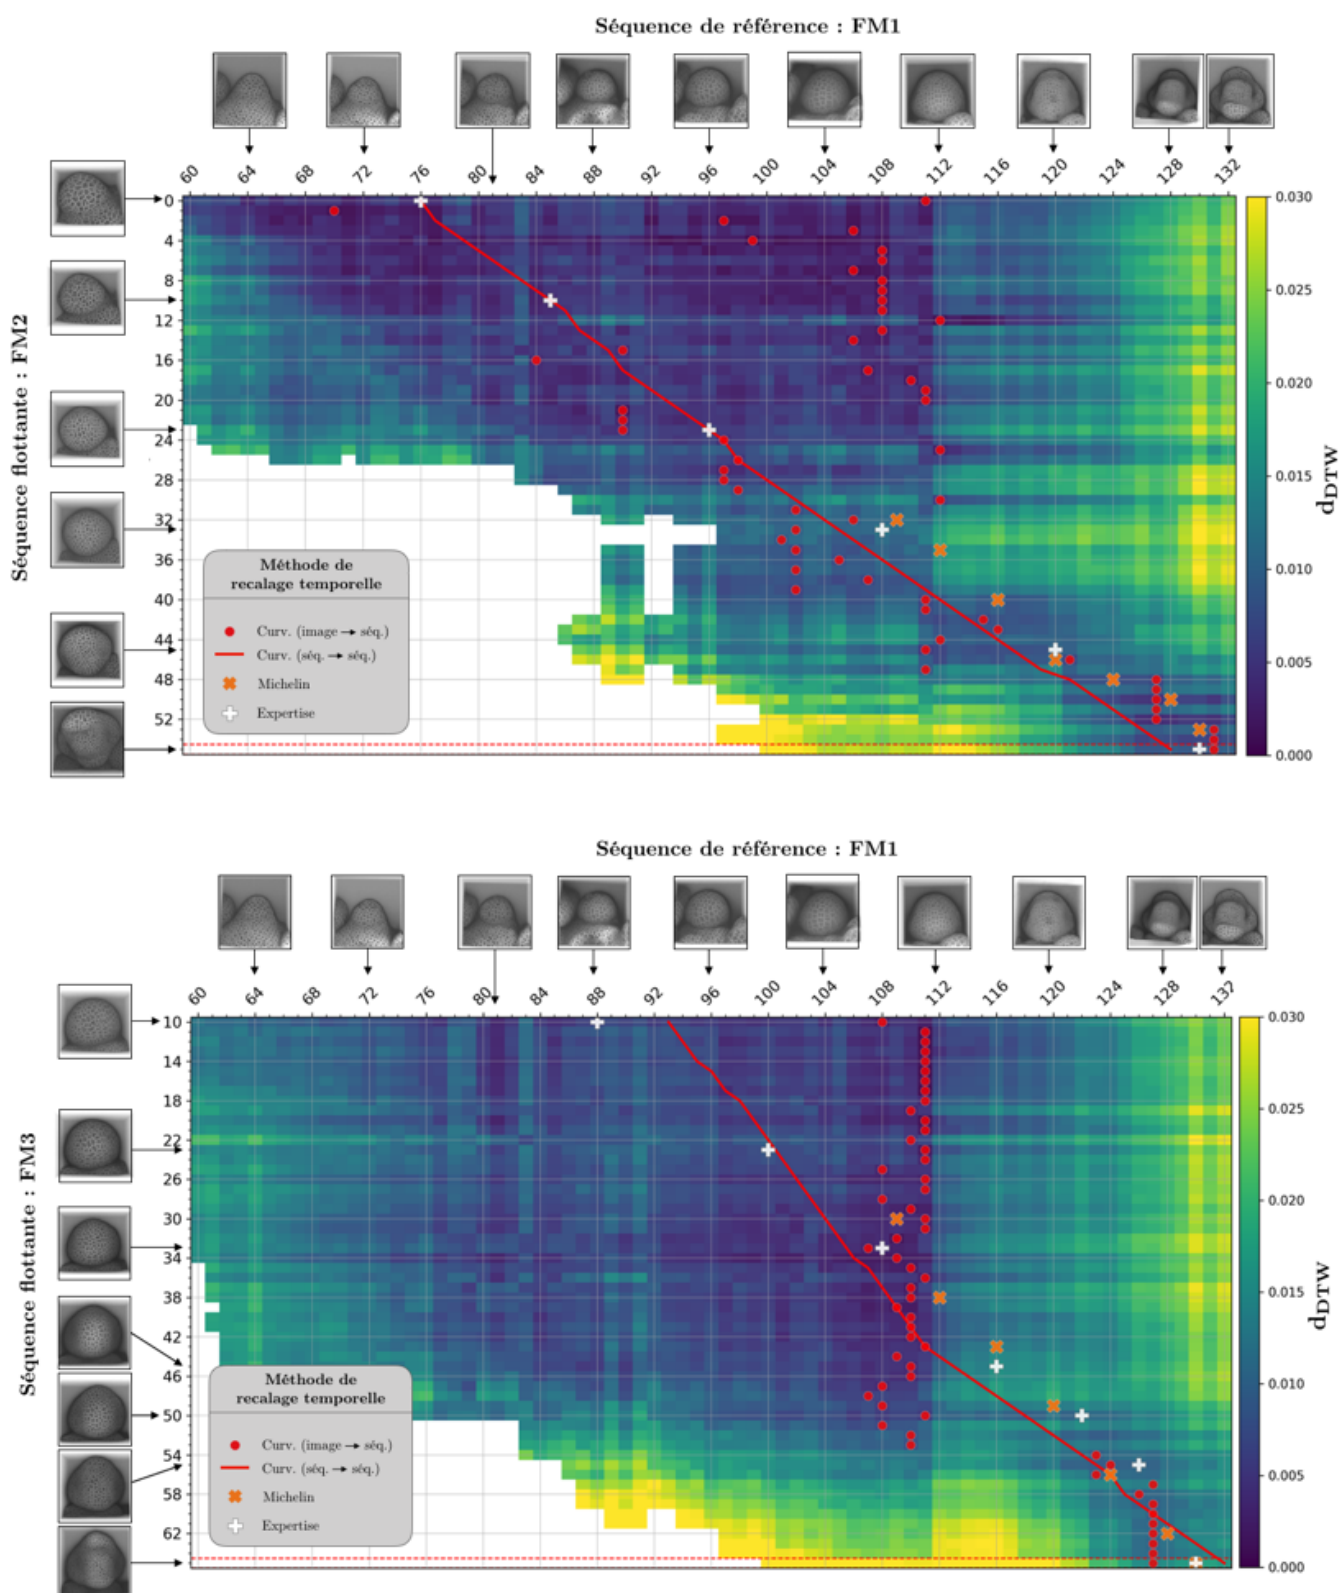 Séquence de référence : FM1
60 64 68 72 76 80 84 88 92 96 100 104 108 112 116 120 124 128 132
Séquence flottante : FM2
0
4
8
12
16
20
24
28
32
36
40
44
48
52
Méthode de
recalage temporelle
Curv. (image → séq.)
Curv. (séq. → séq.)
Michelin
Expertise
0.030
0.025
0.020
0.015
0.010
0.005
0.000
dDTW
Séquence de référence : FM1
60 64 68 72 76 80 84 88 92 96 100 104 108 112 116 120 124 128 137
Séquence flottante : FM3
10
14
18
22
26
30
34
38
42
46
50
54
58
62
Méthode de
recalage temporelle
Curv. (image → séq.)
Curv. (séq. → séq.)
Michelin
Expertise
0.030
0.025
0.020
0.015
0.010
0.005
0.000
dDTW